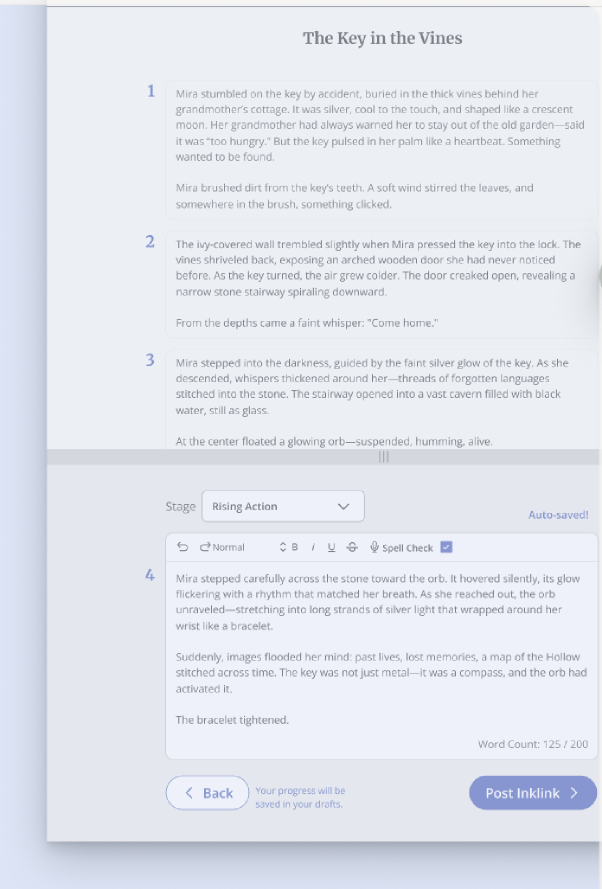 The Key in the Vines
1
Mira stumbled on the key by accident, buried in the thick vines behind her
grandmother's cottage. It was silver, cool to the touch, and shaped like a crescent
moon. Her grandmother had always warned her to stay out of the old garden—said
it was "too hungry." But the key pulsed in her palm like a heartbeat. Something
wanted to be found.
Mira brushed dirt from the key's teeth. A soft wind stirred the leaves, and
somewhere in the brush, something clicked.
2
The ivy-covered wall trembled slightly when Mira pressed the key into the lock. The
vines shriveled back, exposing an arched wooden door she had never noticed
before. As the key turned, the air grew colder. The door creaked open, revealing a
narrow stone stairway spiraling downward.
From the depths came a faint whisper: "Come home."
3
Mira stepped into the darkness, guided by the faint silver glow of the key. As she
descended, whispers thickened around her—threads of forgotten languages
stitched into the stone. The stairway opened into a vast cavern filled with black
water, still as glass.
At the center floated a glowing orb—suspended, humming, alive.
Stage Rising Action
Auto-saved!
Normal B I U S Spell Check
4
Mira stepped carefully across the stone toward the orb. It hovered silently, its glow
flickering with a rhythm that matched her breath. As she reached out, the orb
unraveled—stretching into long strands of silver light that wrapped around her
wrist like a bracelet.
Suddenly, images flooded her mind: past lives, lost memories, a map of the Hollow
stitched across time. The key was not just metal—it was a compass, and the orb had
activated it.
The bracelet tightened.
Word Count: 125 / 200
Back
Your progress will be
saved in your drafts.
Post Inklink